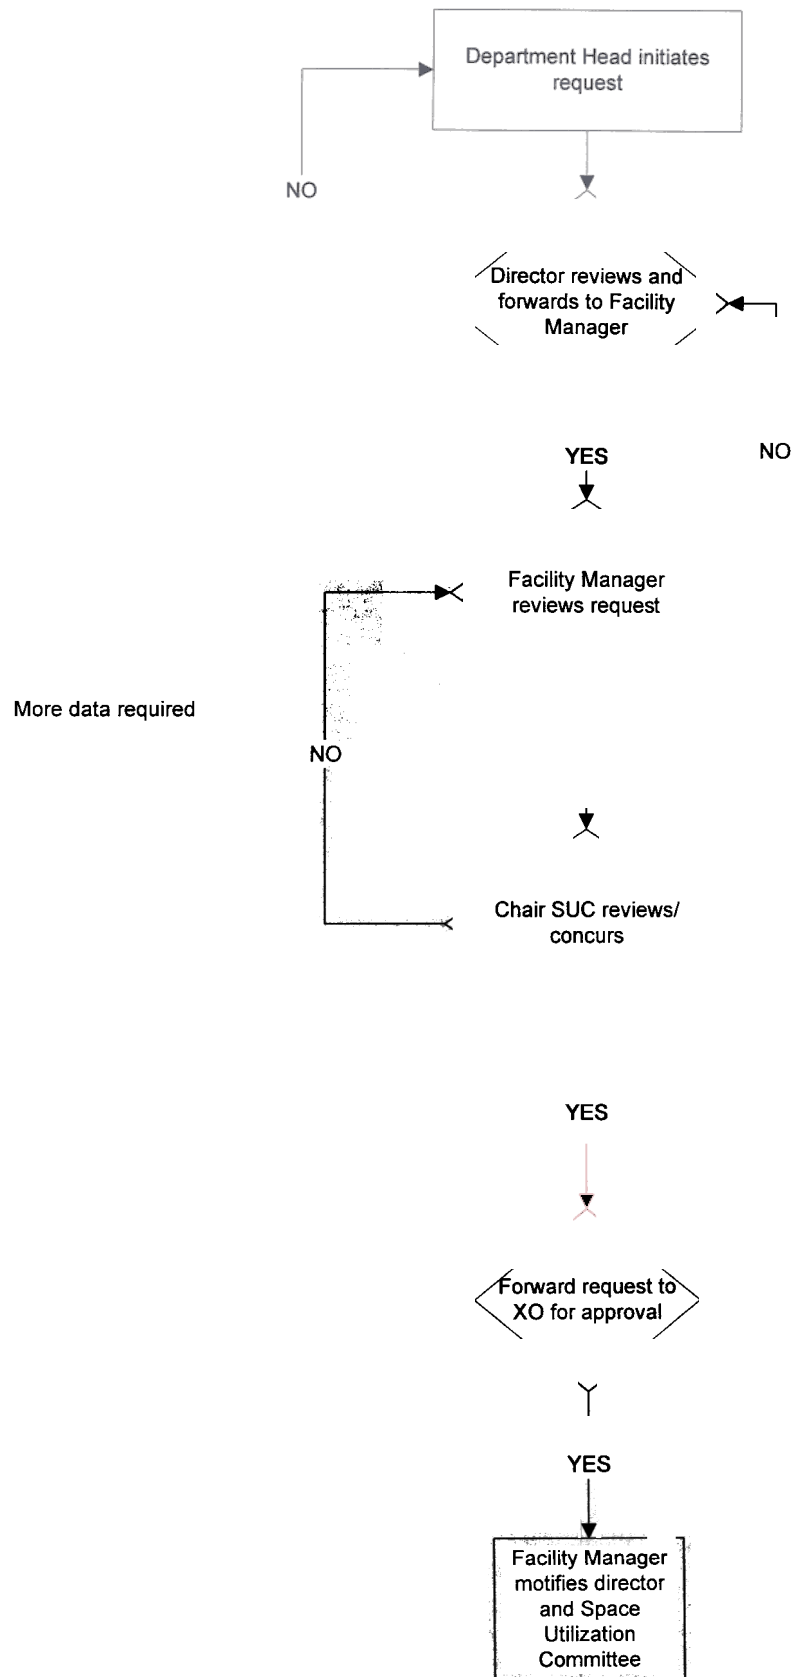 Department Head initiates
request
NO
Director reviews and
forwards to Facility
Manager
YES
NO
Facility Manager
reviews request
More data required
NO
Chair SUC reviews/
concurs
YES
Forward request to
XO for approval
YES
Facility Manager
motifies director
and Space
Utilization
Committee